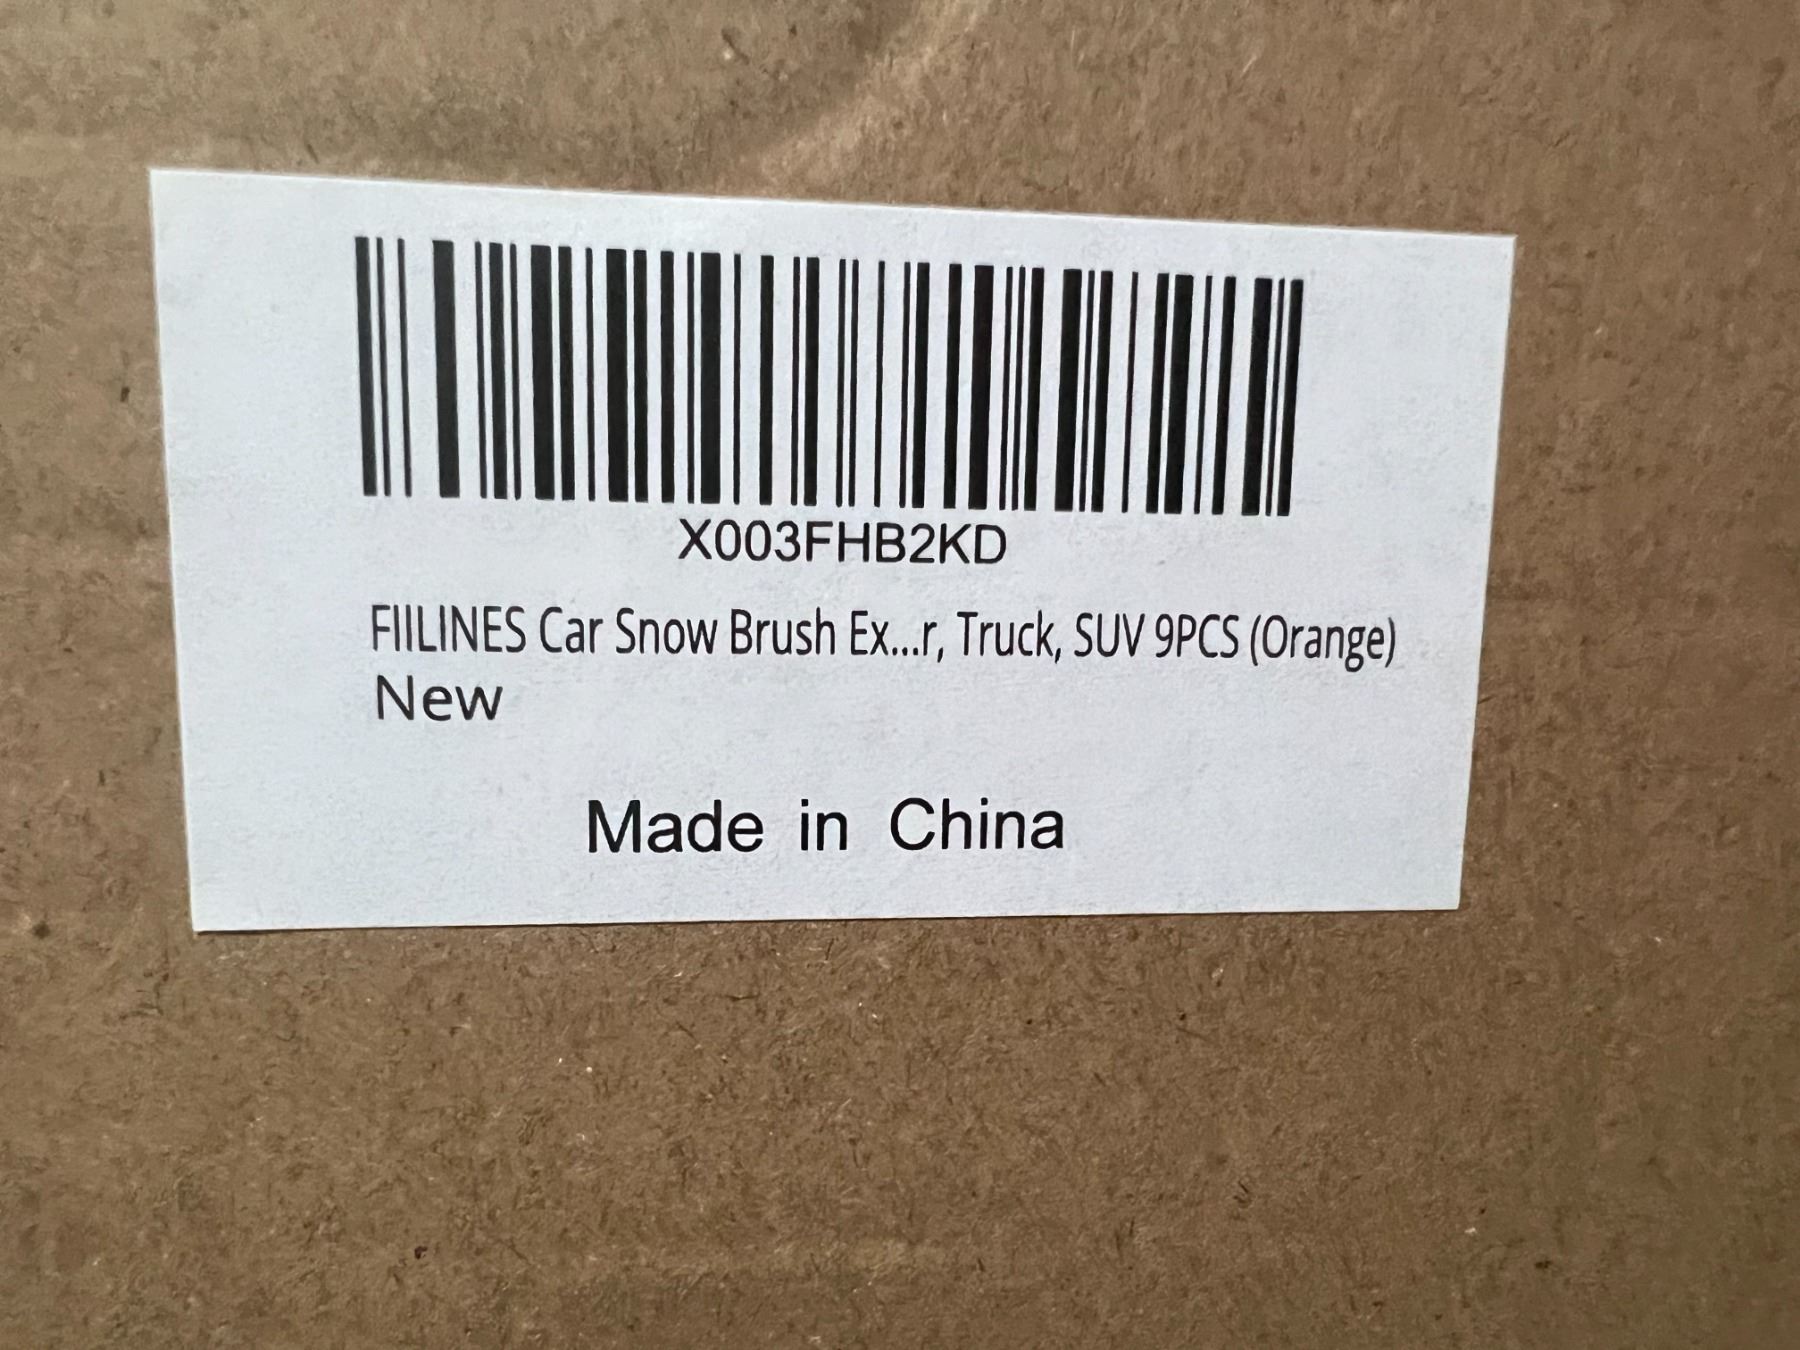 X003FHB2KD
FIILINES Car Snow Brush Ex...r, Truck, SUV 9PCS (Orange)
New
Made in China